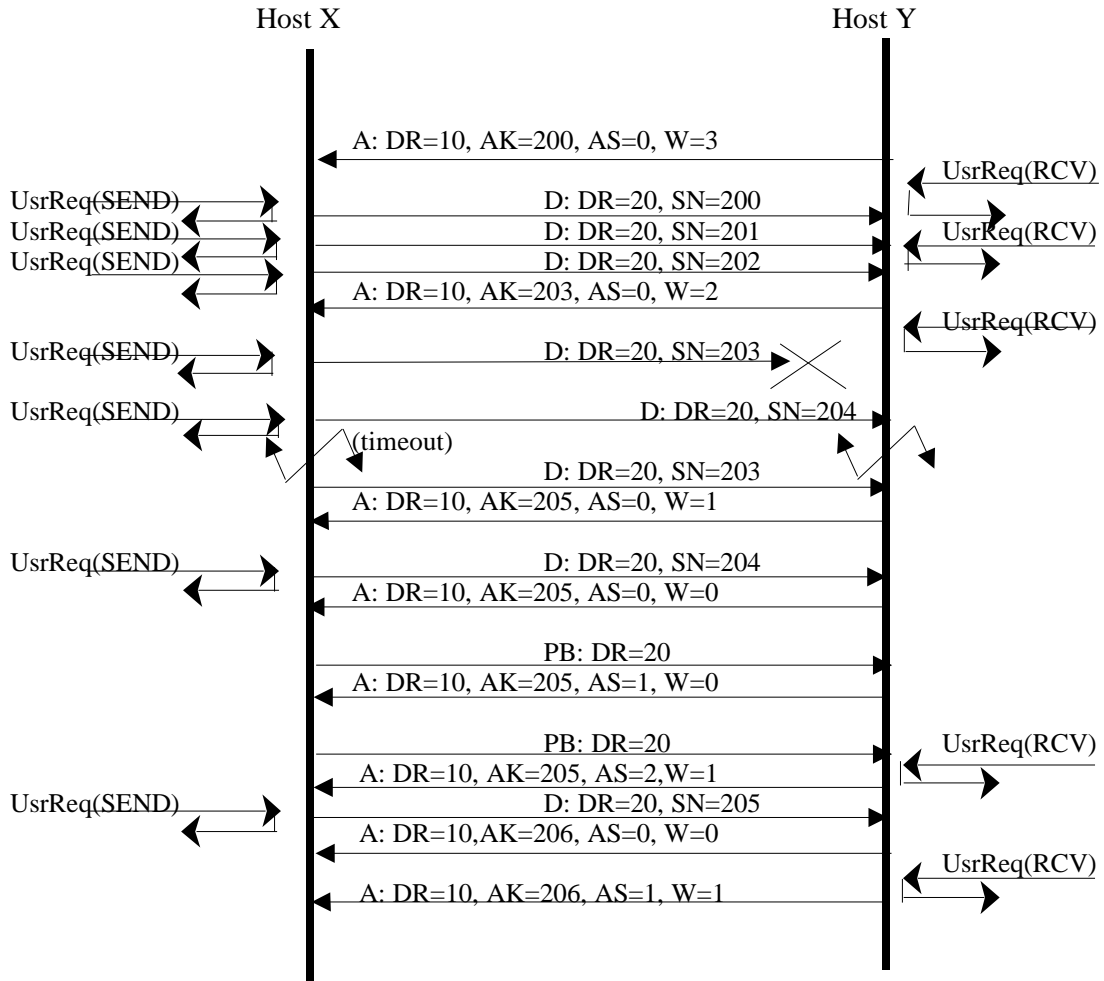 Host X
Host Y
A: DR=10, AK=200, AS=0, W=3
UsrReq(RCV)
UsrReq(SEND)
D: DR=20, SN=200
UsrReq(SEND)
D: DR=20, SN=201
UsrReq(RCV)
UsrReq(SEND)
D: DR=20, SN=202
A: DR=10, AK=203, AS=0, W=2
UsrReq(RCV)
UsrReq(SEND)
D: DR=20, SN=203
UsrReq(SEND)
D: DR=20, SN=204
(timeout)
D: DR=20, SN=203
A: DR=10, AK=205, AS=0, W=1
UsrReq(SEND)
D: DR=20, SN=204
A: DR=10, AK=205, AS=0, W=0
PB: DR=20
A: DR=10, AK=205, AS=1, W=0
PB: DR=20
UsrReq(RCV)
A: DR=10, AK=205, AS=2,W=1
UsrReq(SEND)
D: DR=20, SN=205
A: DR=10,AK=206, AS=0, W=0
UsrReq(RCV)
A: DR=10, AK=206, AS=1, W=1